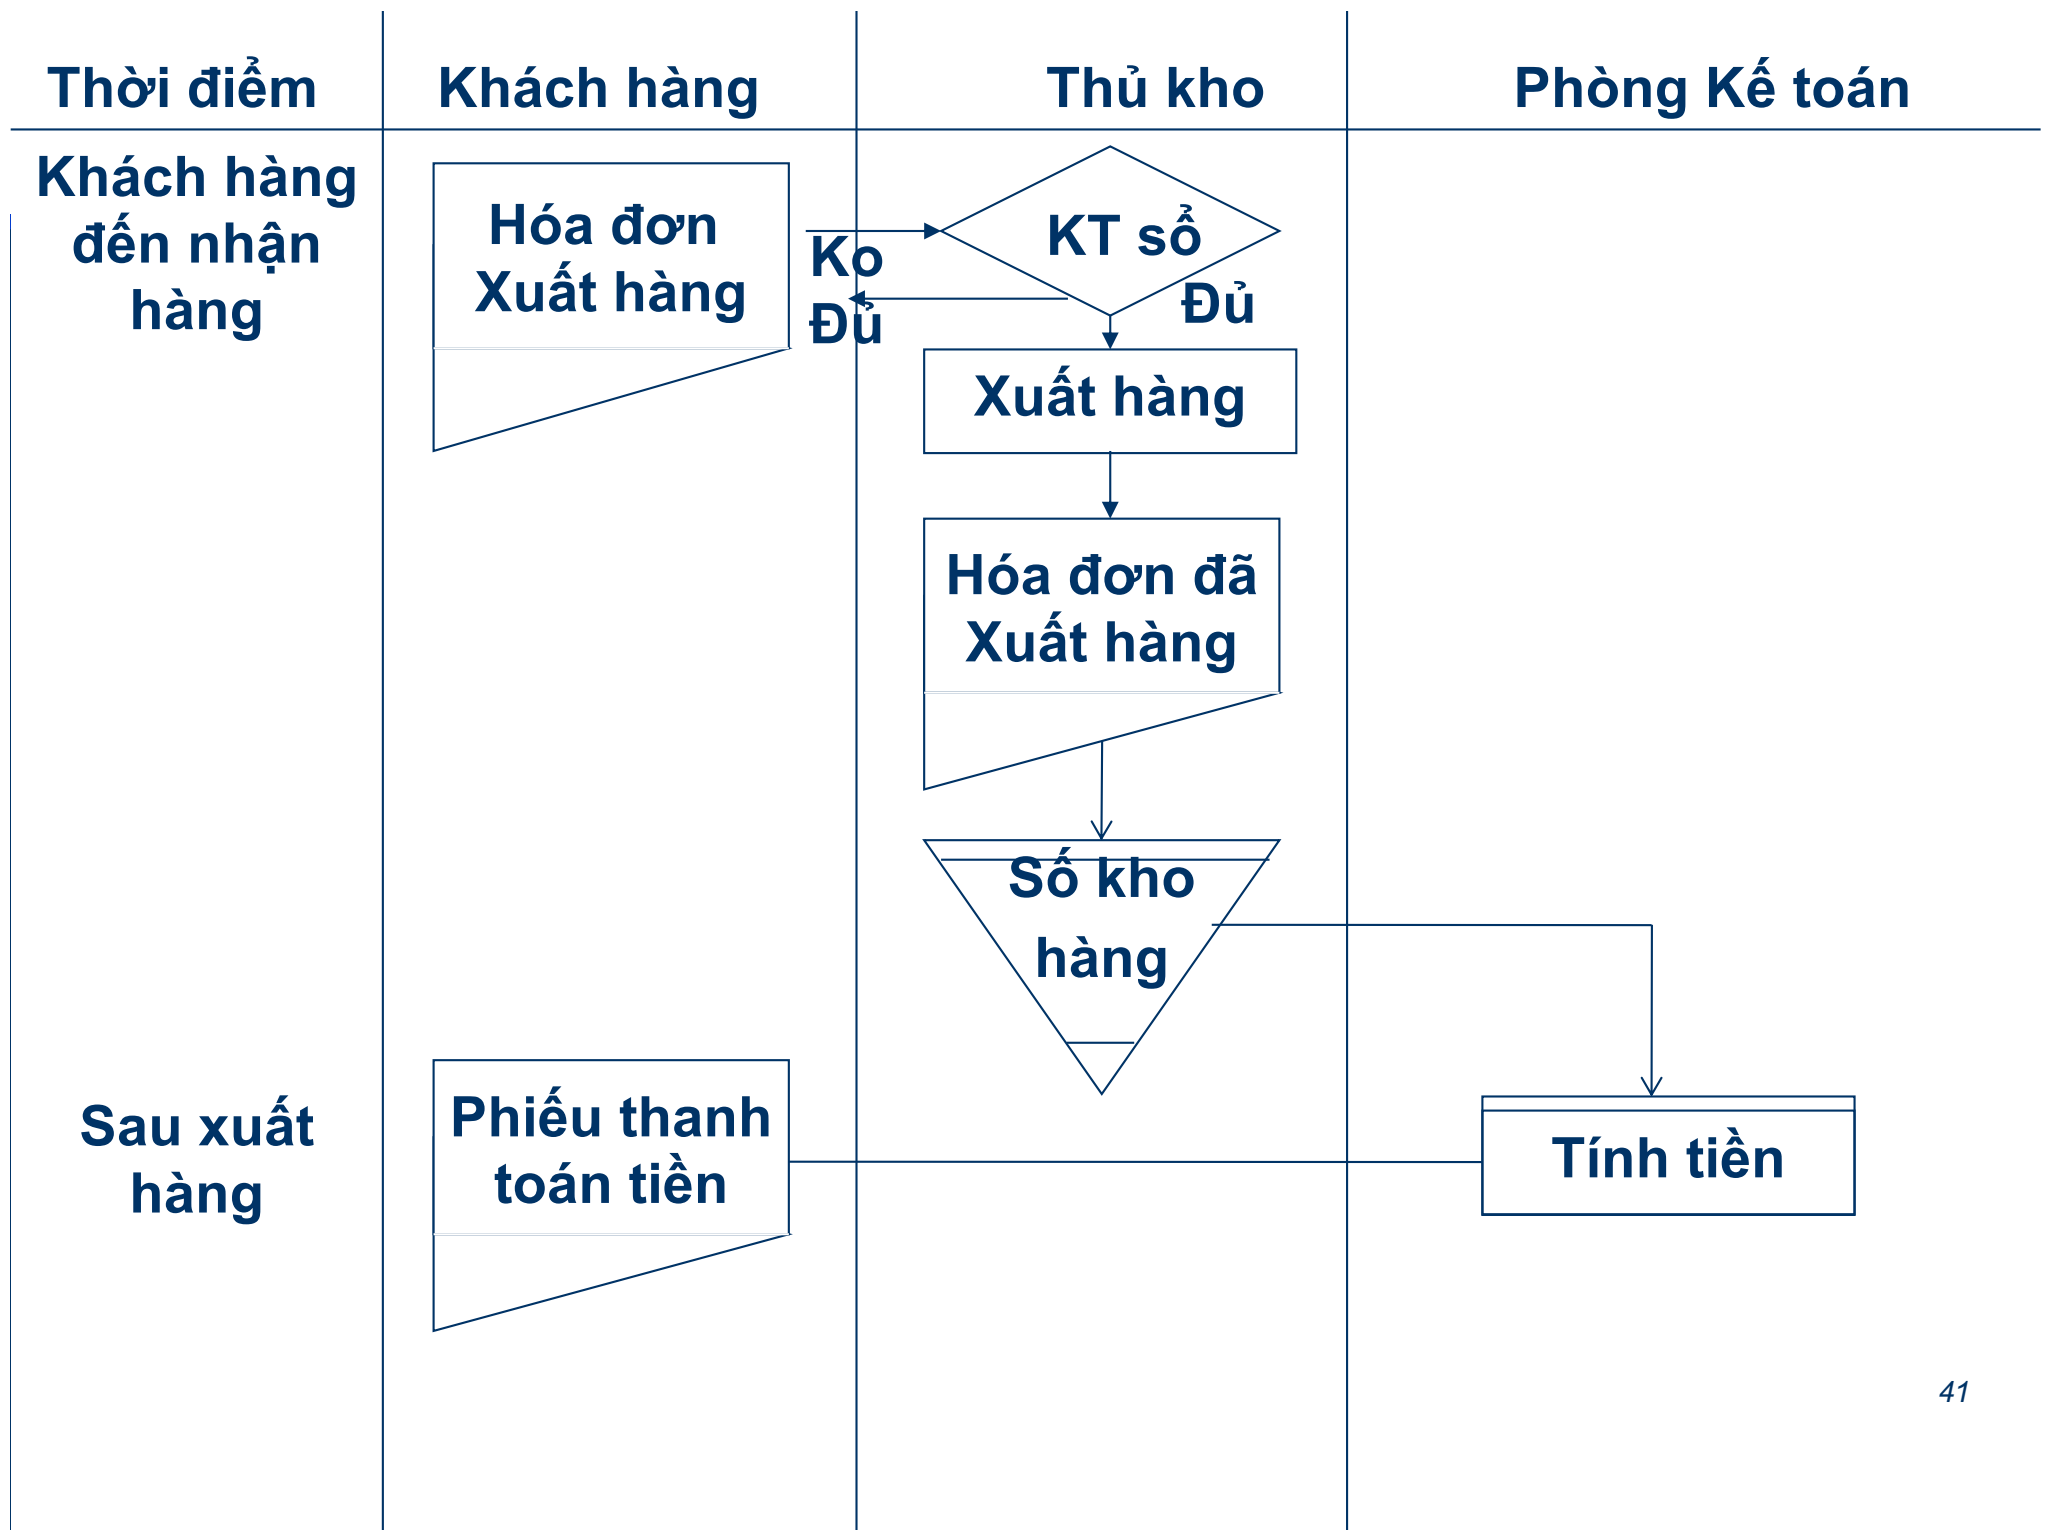 Thời điểm
Khách hàng
Thủ kho
Phòng Kế toán
Khách hàng
đến nhận
hàng
Hóa đơn
Xuất hàng
Ko
Đủ
KT sổ
Đủ
Xuất hàng
Hóa đơn đã
Xuất hàng
Số kho
hàng
Sau xuất
hàng
Phiếu thanh
toán tiền
Tính tiền
41